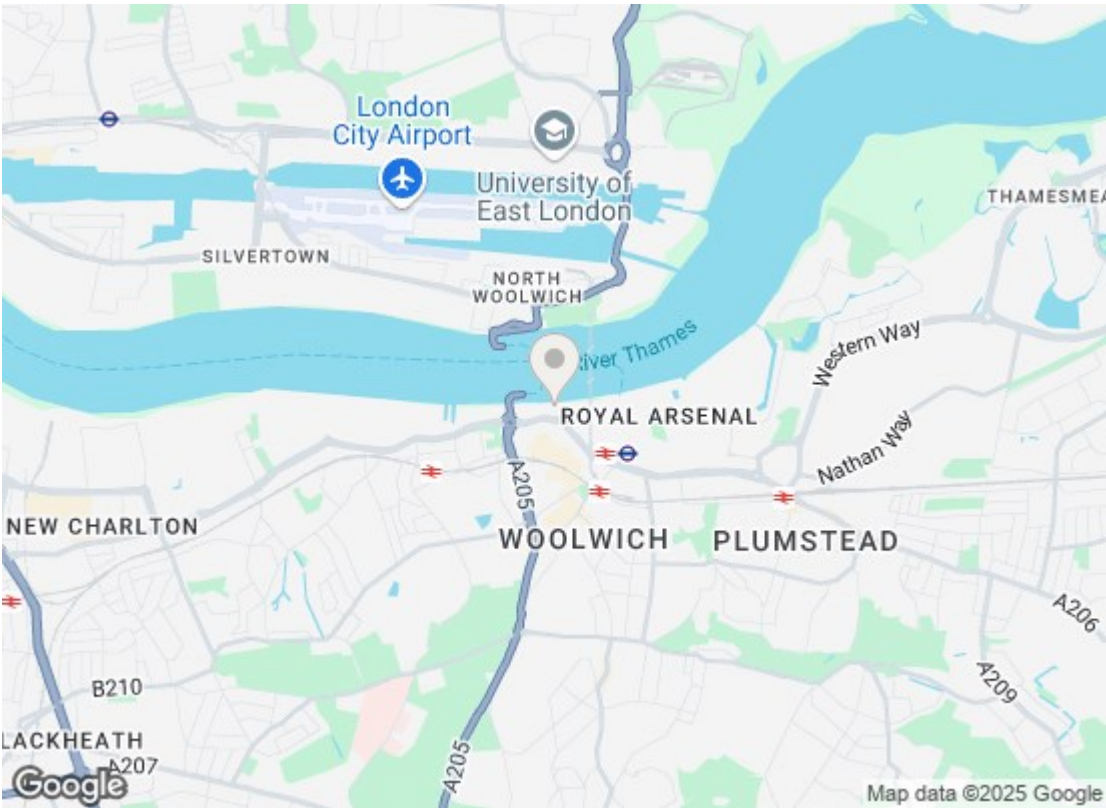 London
City Airport
University of
East London
THAMESMEA
SILVERTOWN
NORTH
WOOLWICH
River Thames
Western Way
ROYAL ARSENAL
Nathan Way
A205
NEW CHARLTON
WOOLWICH
PLUMSTEAD
A206
B210
A209
LACKHEATH
A207
A205
Google
Map data ©2025 Google